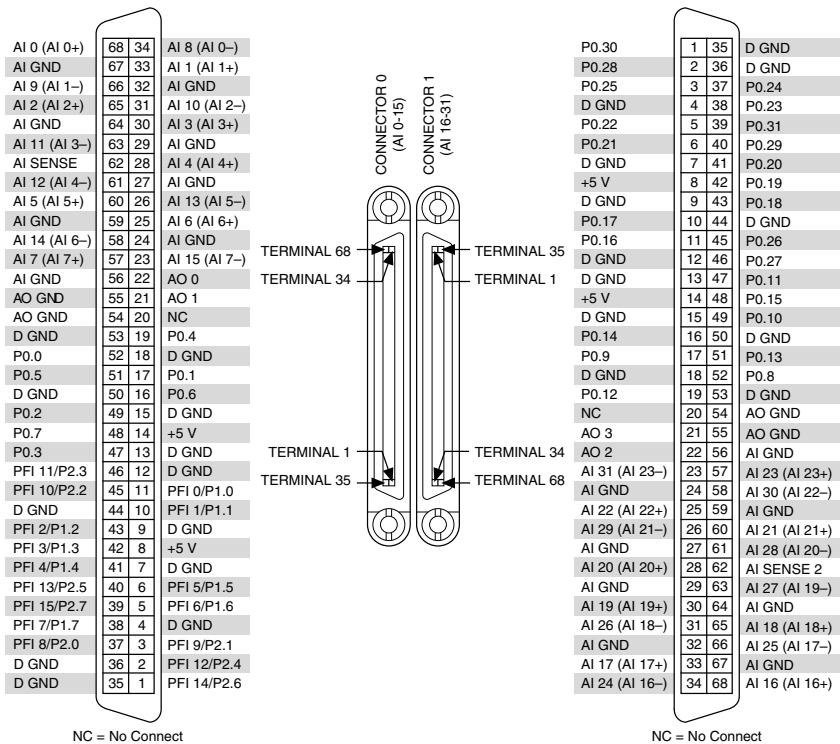 AI 0 (AI 0+) 68 34 AI 8 (AI 0–)
AI GND 67 33 AI 1 (AI 1+)
AI 9 (AI 1–) 66 32 AI GND
AI 2 (AI 2+) 65 31 AI 10 (AI 2–)
AI GND 64 30 AI 3 (AI 3+)
AI 11 (AI 3–) 63 29 AI GND
AI SENSE 62 28 AI 4 (AI 4+)
AI 12 (AI 4–) 61 27 AI GND
AI 5 (AI 5+) 60 26 AI 13 (AI 5–)
AI GND 59 25 AI 6 (AI 6+)
AI 14 (AI 6–) 58 24 AI GND
AI 7 (AI 7+) 57 23 AI 15 (AI 7–)
AI GND 56 22 AO 0
AO GND 55 21 AO 1
AO GND 54 20 NC
D GND 53 19 P0.4
P0.0 52 18 D GND
P0.5 51 17 P0.1
D GND 50 16 P0.6
P0.2 49 15 D GND
P0.7 48 14 +5 V
P0.3 47 13 D GND
PFI 11/P2.3 46 12 D GND
PFI 10/P2.2 45 11 PFI 0/P1.0
D GND 44 10 PFI 1/P1.1
PFI 2/P1.2 43 9 D GND
PFI 3/P1.3 42 8 +5 V
PFI 4/P1.4 41 7 D GND
PFI 13/P2.5 40 6 PFI 5/P1.5
PFI 15/P2.7 39 5 PFI 6/P1.6
PFI 7/P1.7 38 4 D GND
PFI 8/P2.0 37 3 PFI 9/P2.1
D GND 36 2 PFI 12/P2.4
D GND 35 1 PFI 14/P2.6
NC = No Connect
CONNECTOR 0
(AI 0-15)
CONNECTOR 1
(AI 16-31)
TERMINAL 68
TERMINAL 35
TERMINAL 34
TERMINAL 1
TERMINAL 1
TERMINAL 34
TERMINAL 35
TERMINAL 68
P0.30 1 35 D GND
P0.28 2 36 D GND
P0.25 3 37 P0.24
D GND 4 38 P0.23
P0.22 5 39 P0.31
P0.21 6 40 P0.29
D GND 7 41 P0.20
+5 V 8 42 P0.19
D GND 9 43 P0.18
P0.17 10 44 D GND
P0.16 11 45 P0.26
D GND 12 46 P0.27
D GND 13 47 P0.11
+5 V 14 48 P0.15
D GND 15 49 P0.10
P0.14 16 50 D GND
P0.9 17 51 P0.13
D GND 18 52 P0.8
P0.12 19 53 D GND
NC 20 54 AO GND
AO 3 21 55 AO GND
AO 2 22 56 AI GND
AI 31 (AI 23–) 23 57 AI 23 (AI 23+)
AI GND 24 58 AI 30 (AI 22–)
AI 22 (AI 22+) 25 59 AI GND
AI 29 (AI 21–) 26 60 AI 21 (AI 21+)
AI GND 27 61 AI 28 (AI 20–)
AI 20 (AI 20+) 28 62 AI SENSE 2
AI GND 29 63 AI 27 (AI 19–)
AI 19 (AI 19+) 30 64 AI GND
AI 26 (AI 18–) 31 65 AI 18 (AI 18+)
AI GND 32 66 AI 25 (AI 17–)
AI 17 (AI 17+) 33 67 AI GND
AI 24 (AI 16–) 34 68 AI 16 (AI 16+)
NC = No Connect